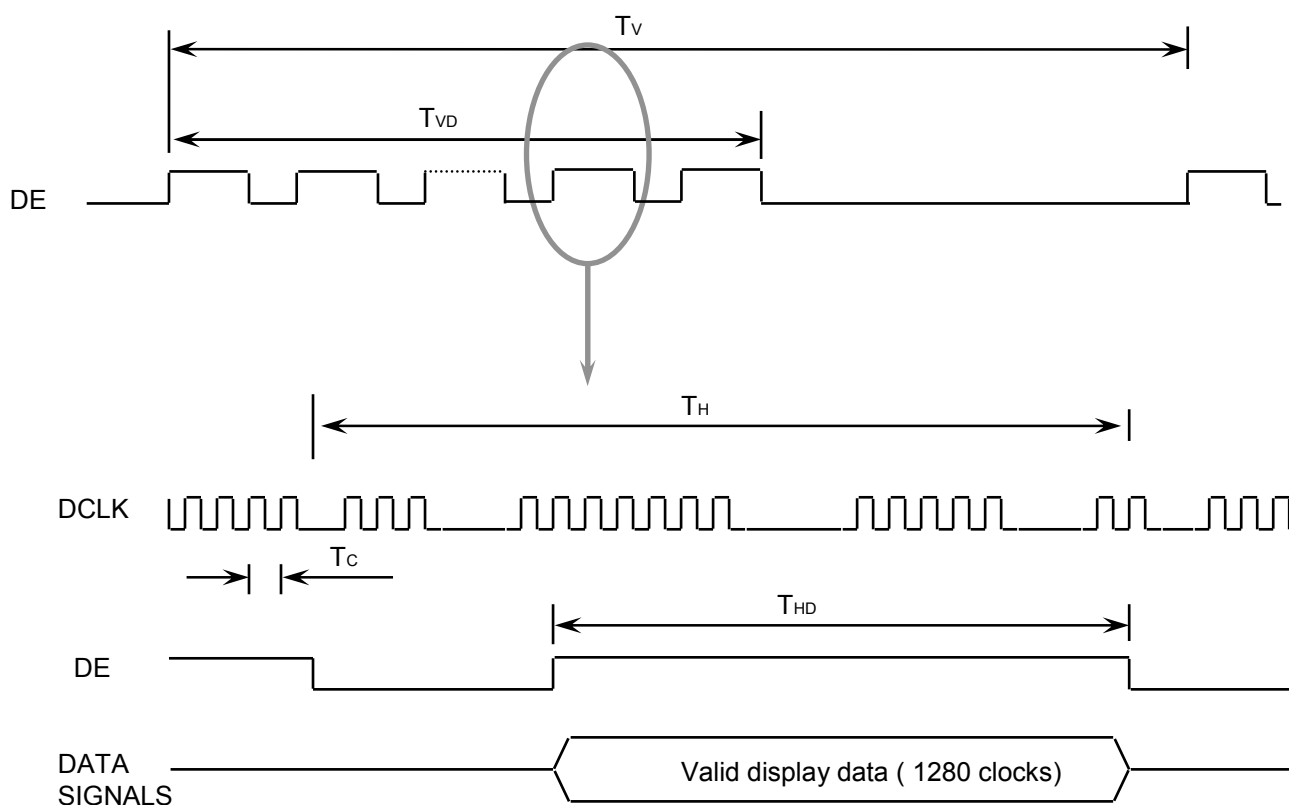 TV
TVD
DE
TH
DCLK
TC
THD
DE
Valid display data ( 1280 clocks)
DATA
SIGNALS